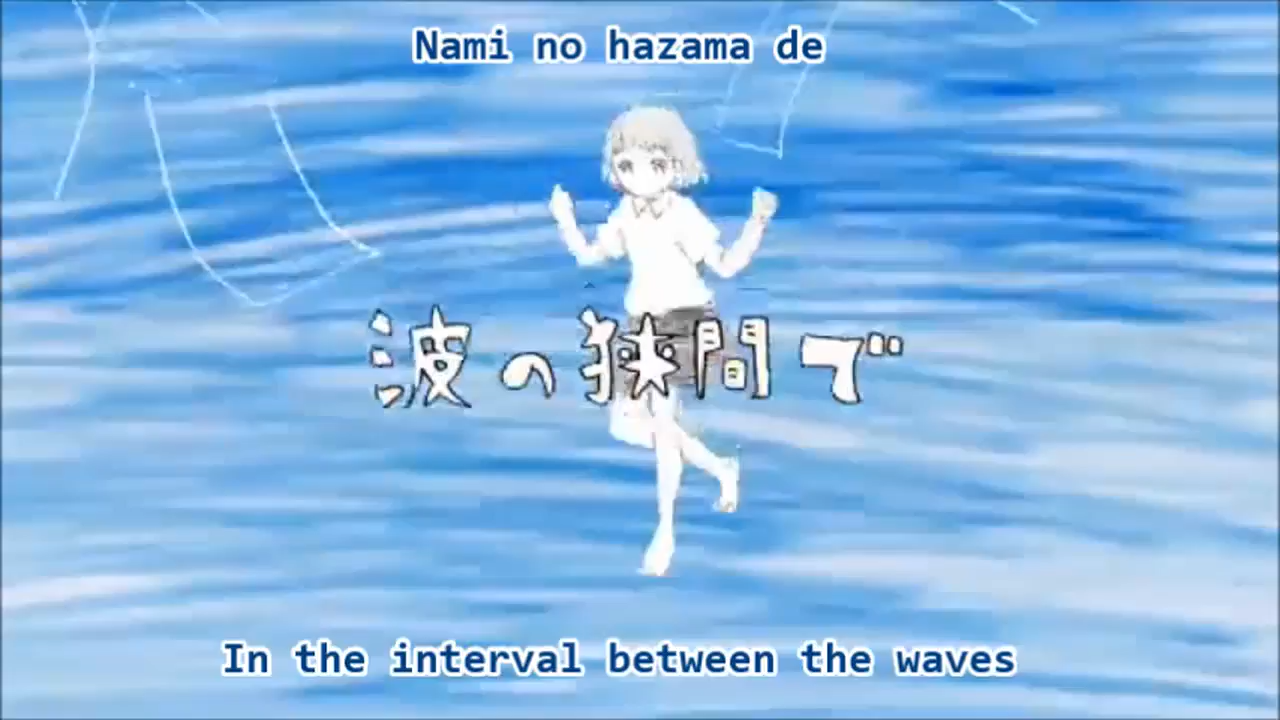 Nami no hazama de
波の狭間で
In the interval between the waves